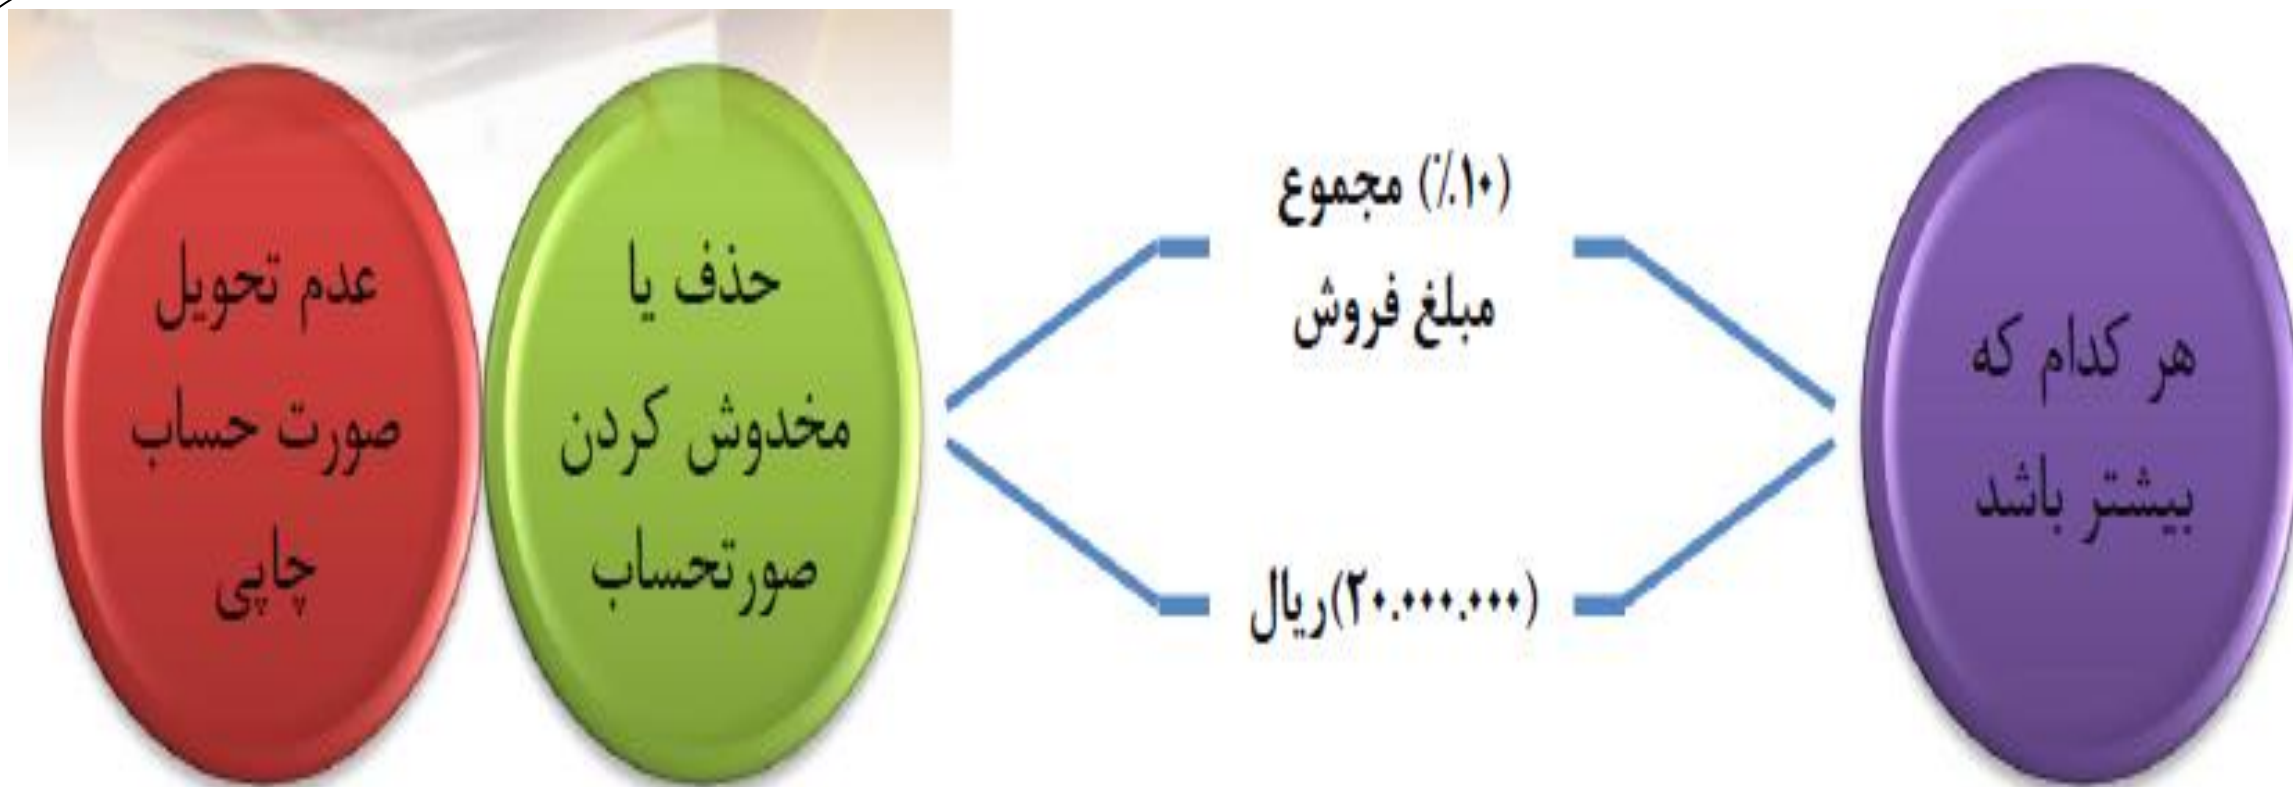 عدم تحویل
صورت حساب
چاپی
حذف یا
مخدوش کردن
صورتحساب
(۱۰٪) مجموع
مبلغ فروش
(۲۰.۰۰۰.۰۰۰)ریال
هر کدام که
بیشتر باشد